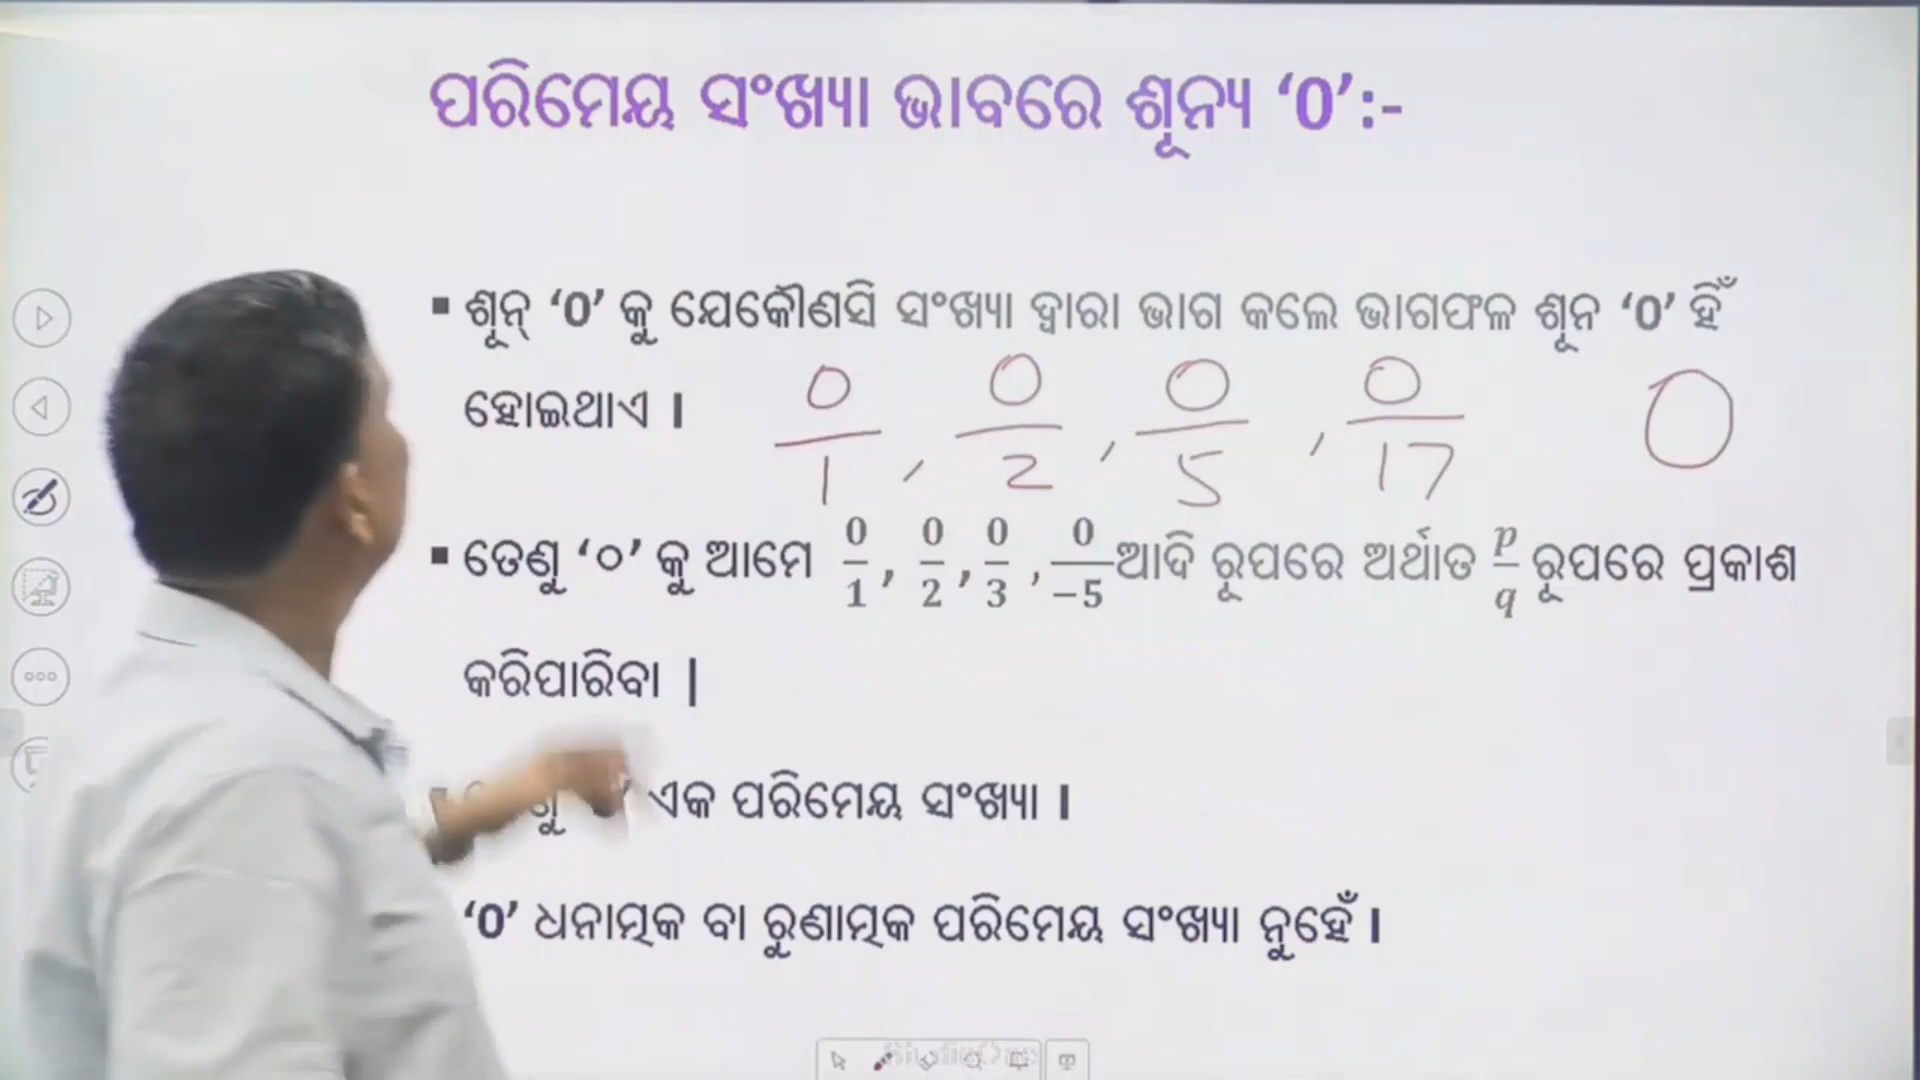 ପରିମେୟ ସଂଖ୍ୟା ଭାବରେ ଶୂନ୍ୟ ‘0’:-
▪ ଶୂନ୍ ‘0’ କୁ ଯେକୌଣସି ସଂଖ୍ୟା ଦ୍ୱାରା ଭାଗ କଲେ ଭାଗଫଳ ଶୂନ ‘0’ ହିଁ
ହୋଇଥାଏ ।
0/1 , 0/2 , 0/5 , 0/17 0
▪ ତେଣୁ ‘୦’ କୁ ଆମେ 0/1, 0/2, 0/3, 0/−5 ଆଦି ରୂପରେ ଅର୍ଥାତ p/q ରୂପରେ ପ୍ରକାଶ
କରିପାରିବା |
ଏକ ପରିମେୟ ସଂଖ୍ୟା ।
‘0’ ଧନାତ୍ମକ ବା ରୁଣାତ୍ମକ ପରିମେୟ ସଂଖ୍ୟା ନୁହେଁ ।